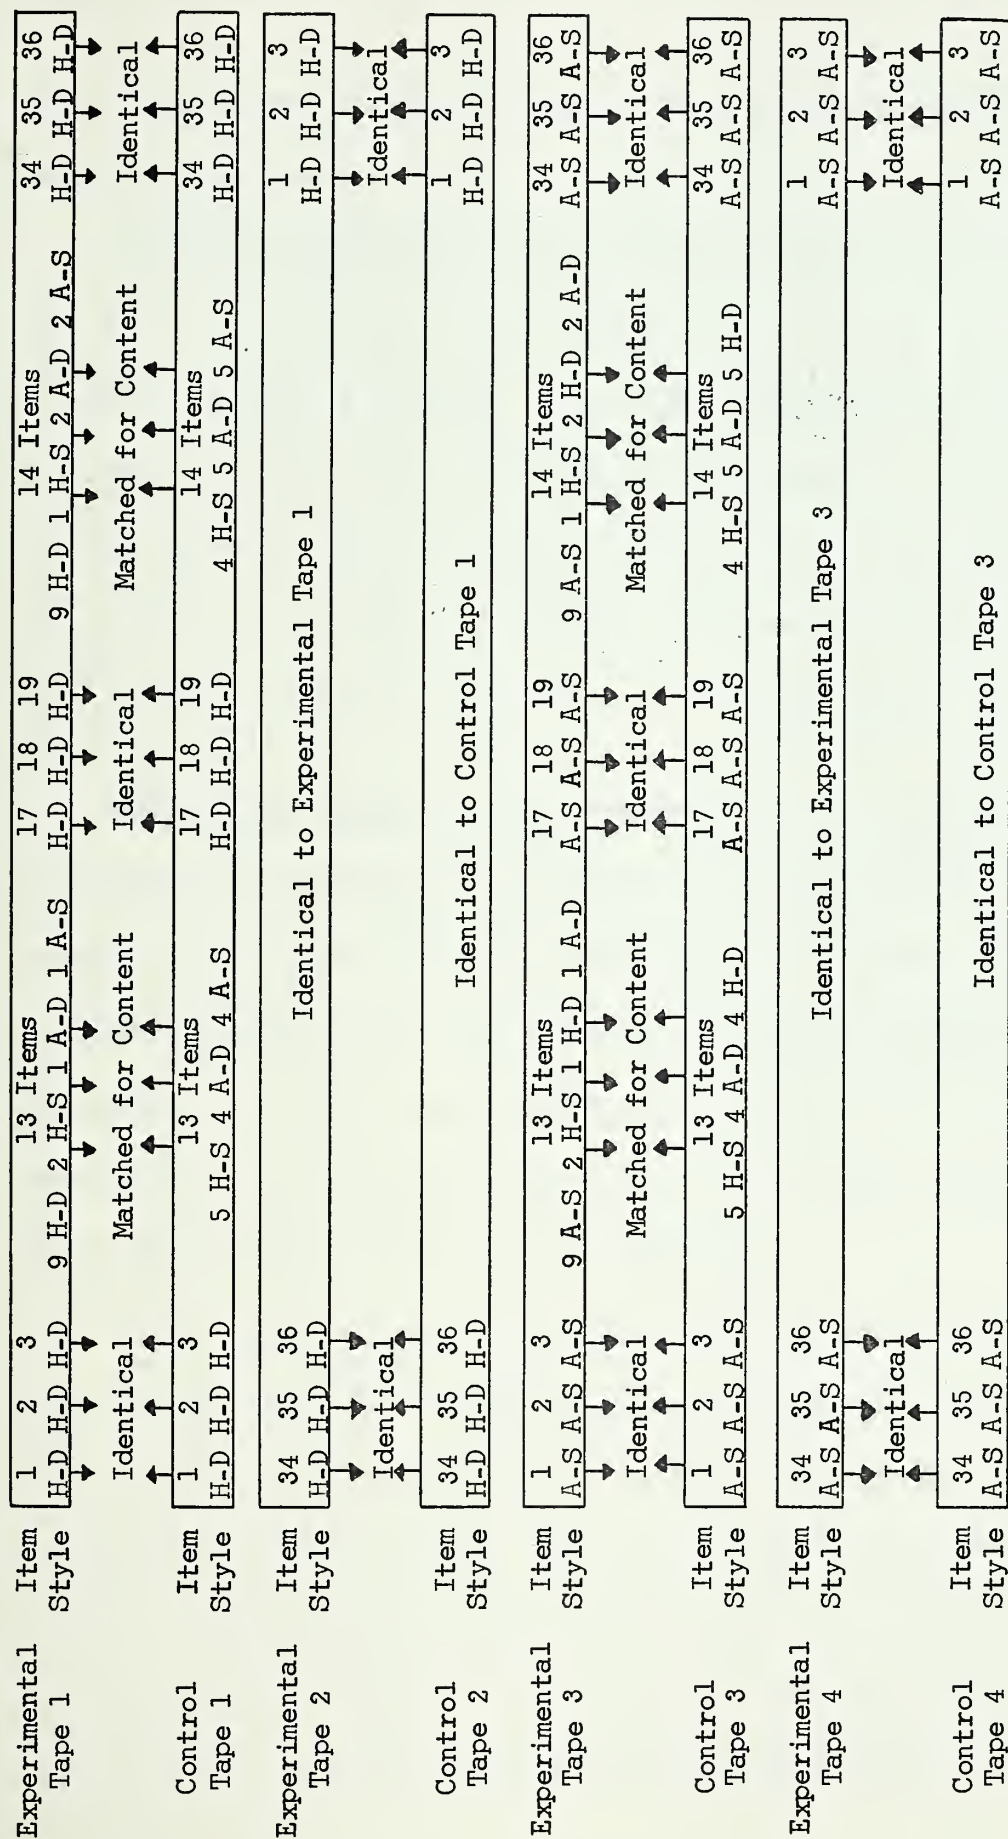 Experimental Item 1 2 3 13 Items 17 18 19 14 Items 34 35 36
Tape 1 Style H-D H-D H-D 9 H-D 2 H-S 1 A-D 1 A-S H-D H-D H-D 9 H-D 1 H-S 2 A-D 2 A-S H-D H-D H-D
Identical Matched for Content Identical Matched for Content Identical
Control Item 1 2 3 13 Items 17 18 19 14 Items 34 35 36
Tape 1 Style H-D H-D H-D 5 H-S 4 A-D 4 A-S H-D H-D H-D 4 H-S 5 A-D 5 A-S H-D H-D H-D
Experimental Item 34 35 36 Identical to Experimental Tape 1 1 2 3
Tape 2 Style H-D H-D H-D H-D H-D H-D
Identical Identical
Control Item 34 35 36 Identical to Control Tape 1 1 2 3
Tape 2 Style H-D H-D H-D H-D H-D H-D
Experimental Item 1 2 3 13 Items 17 18 19 14 Items 34 35 36
Tape 3 Style A-S A-S A-S 9 A-S 2 H-S 1 H-D 1 A-D A-S A-S A-S 9 A-S 1 H-S 2 H-D 2 A-D A-S A-S A-S
Identical Matched for Content Identical Matched for Content Identical
Control Item 1 2 3 13 Items 17 18 19 14 Items 34 35 36
Tape 3 Style A-S A-S A-S 5 H-S 4 A-D 4 H-D A-S A-S A-S 4 H-S 5 A-D 5 H-D A-S A-S A-S
Experimental Item 34 35 36 Identical to Experimental Tape 3 1 2 3
Tape 4 Style A-S A-S A-S A-S A-S A-S
Identical Identical
Control Item 34 35 36 Identical to Control Tape 3 1 2 3
Tape 4 Style A-S A-S A-S A-S A-S A-S